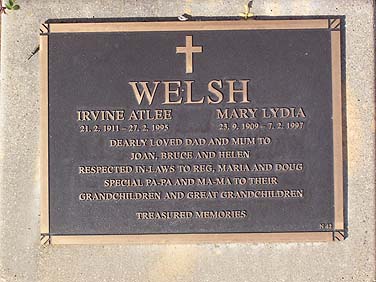 WELSH
IRVINE ATLEE MARY LYDIA
21. 2. 1911 – 27. 2. 1995 23. 9. 1909 – 7. 2. 1997
DEARLY LOVED DAD AND MUM TO
JOAN, BRUCE AND HELEN
RESPECTED IN-LAWS TO REG, MARIA AND DOUG
SPECIAL PA-PA AND MA-MA TO THEIR
GRANDCHILDREN AND GREAT GRANDCHILDREN
TREASURED MEMORIES